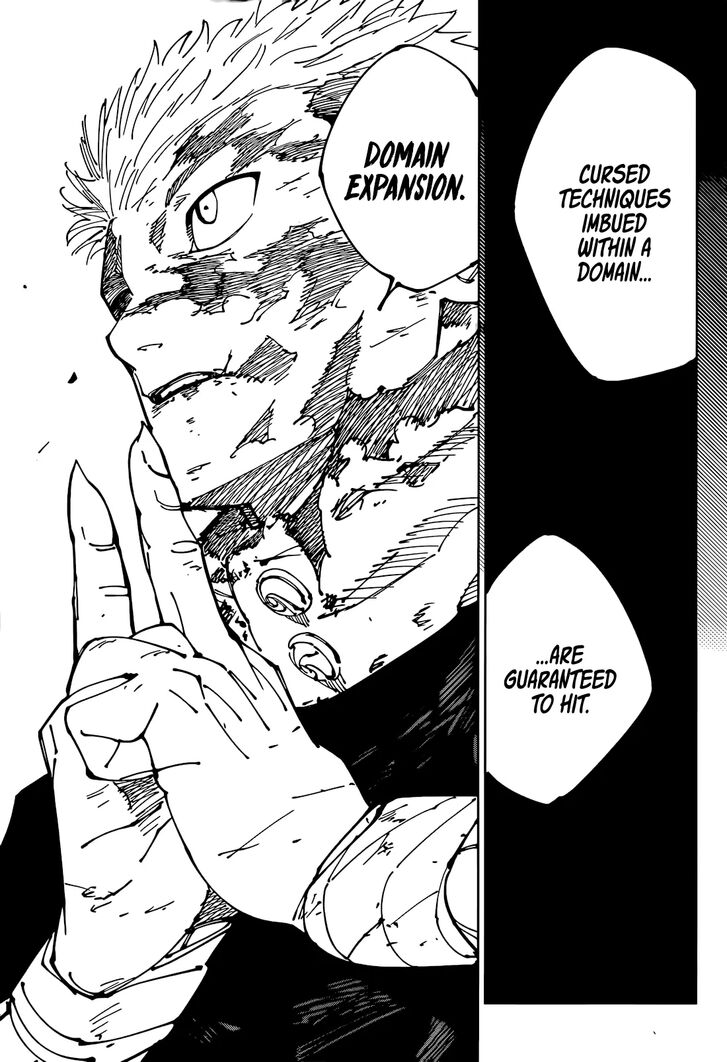 CURSED
TECHNIQUES
IMBUED
WITHIN A
DOMAIN...
...ARE
GUARANTEED
TO HIT.
DOMAIN
EXPANSION.